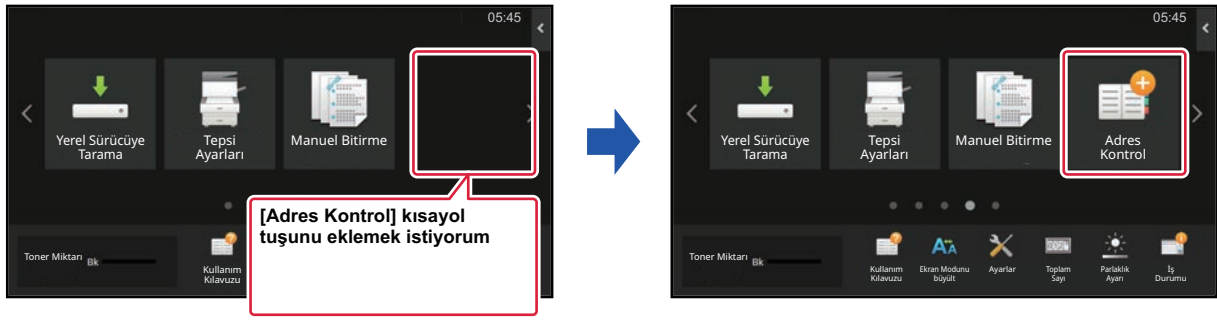 05:45
Yerel Sürücüye
Tarama
Tepsi
Ayarları
Manuel Bitirme
[Adres Kontrol] kısayol
tuşunu eklemek istiyorum
Toner Miktarı
Bk
Kullanım
Kılavuzu
05:45
Yerel Sürücüye
Tarama
Tepsi
Ayarları
Manuel Bitirme
Adres
Kontrol
Toner Miktarı
Bk
Kullanım
Kılavuzu
Ekran Modunu
büyült
Ayarlar
Toplam
Sayı
Parlaklık
Ayarı
İş
Durumu